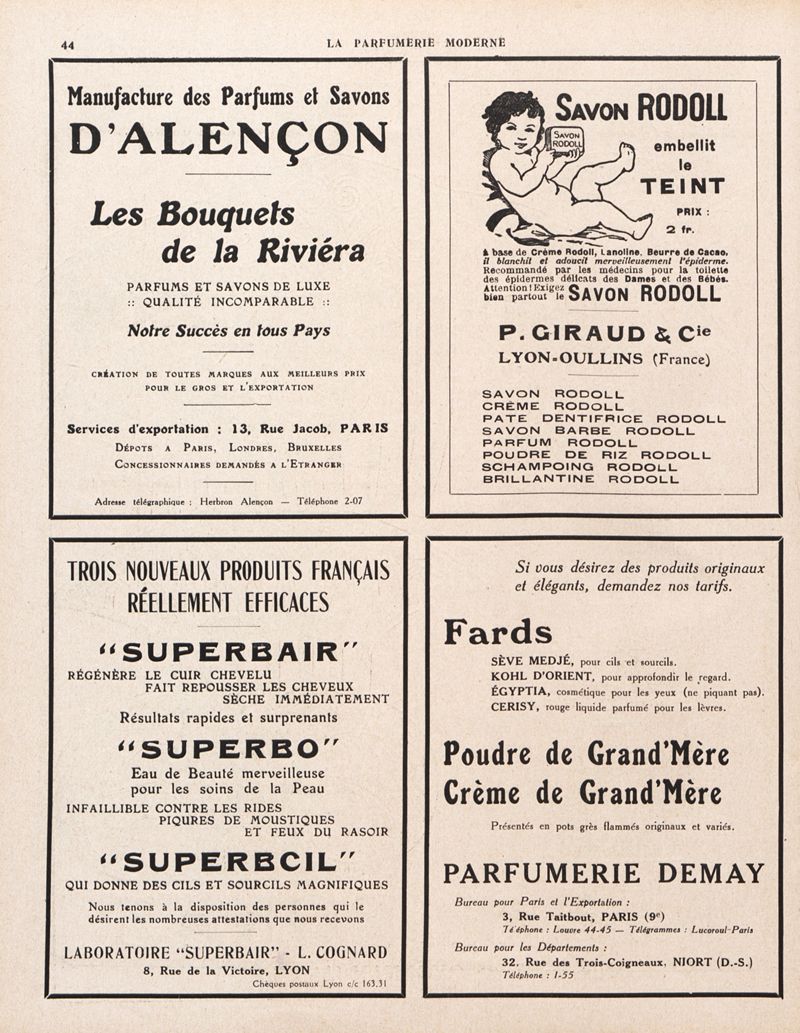 44
LA PARFUMERIE MODERNE
Manufacture des Parfums et Savons
D'ALENÇON
Les Bouquets
de la Riviéra
PARFUMS ET SAVONS DE LUXE
:: QUALITÉ INCOMPARABLE ::
Notre Succès en tous Pays
CRÉATION DE TOUTES MARQUES AUX MEILLEURS PRIX
POUR LE GROS ET L'EXPORTATION
Services d'exportation : 13, Rue Jacob, PARIS
DÉPOTS A PARIS, LONDRES, BRUXELLES
CONCESSIONNAIRES DEMANDÉS A L'ETRANGER
Adresse télégraphique : Herbron Alençon — Téléphone 2-07
SAVON RODOLL
SAVON
RODOLL
embellit
le
TEINT
PRIX :
2 fr.
à base de Crème Rodoll, Lanoline, Beurre de Cacao,
il blanchit et adoucit merveilleusement l'épiderme.
Recommandé par les médecins pour la toilette
des épidermes délicats des Dames et des Bébés.
Attention! Exigez
bien partout le SAVON RODOLL
P. GIRAUD & Cie
LYON-OULLINS (France)
SAVON RODOLL
CRÈME RODOLL
PATE DENTIFRICE RODOLL
SAVON BARBE RODOLL
PARFUM RODOLL
POUDRE DE RIZ RODOLL
SCHAMPOING RODOLL
BRILLANTINE RODOLL
TROIS NOUVEAUX PRODUITS FRANÇAIS
RÉELLEMENT EFFICACES
"SUPERBAIR"
RÉGÉNÈRE LE CUIR CHEVELU
FAIT REPOUSSER LES CHEVEUX
SÈCHE IMMÉDIATEMENT
Résultats rapides et surprenants
"SUPERBO"
Eau de Beauté merveilleuse
pour les soins de la Peau
INFAILLIBLE CONTRE LES RIDES
PIQURES DE MOUSTIQUES
ET FEUX DU RASOIR
"SUPERBCIL"
QUI DONNE DES CILS ET SOURCILS MAGNIFIQUES
Nous tenons à la disposition des personnes qui le
désirent les nombreuses attestations que nous recevons
LABORATOIRE "SUPERBAIR" - L. COGNARD
8, Rue de la Victoire, LYON
Chèques postaux Lyon c/c 163.31
Si vous désirez des produits originaux
et élégants, demandez nos tarifs.
Fards
SÈVE MEDJÉ, pour cils et sourcils.
KOHL D'ORIENT, pour approfondir le regard.
ÉGYPTIA, cosmétique pour les yeux (ne piquant pas).
CERISY, rouge liquide parfumé pour les lèvres.
Poudre de Grand'Mère
Crème de Grand'Mère
Présentés en pots grès flammés originaux et variés.
PARFUMERIE DEMAY
Bureau pour Paris et l'Exportation :
3, Rue Taitbout, PARIS (9e)
Téléphone : Louvre 44-45 — Télégrammes : Lucoroul-Paris
Bureau pour les Départements :
32, Rue des Trois-Coigneaux, NIORT (D.-S.)
Téléphone : 1-55